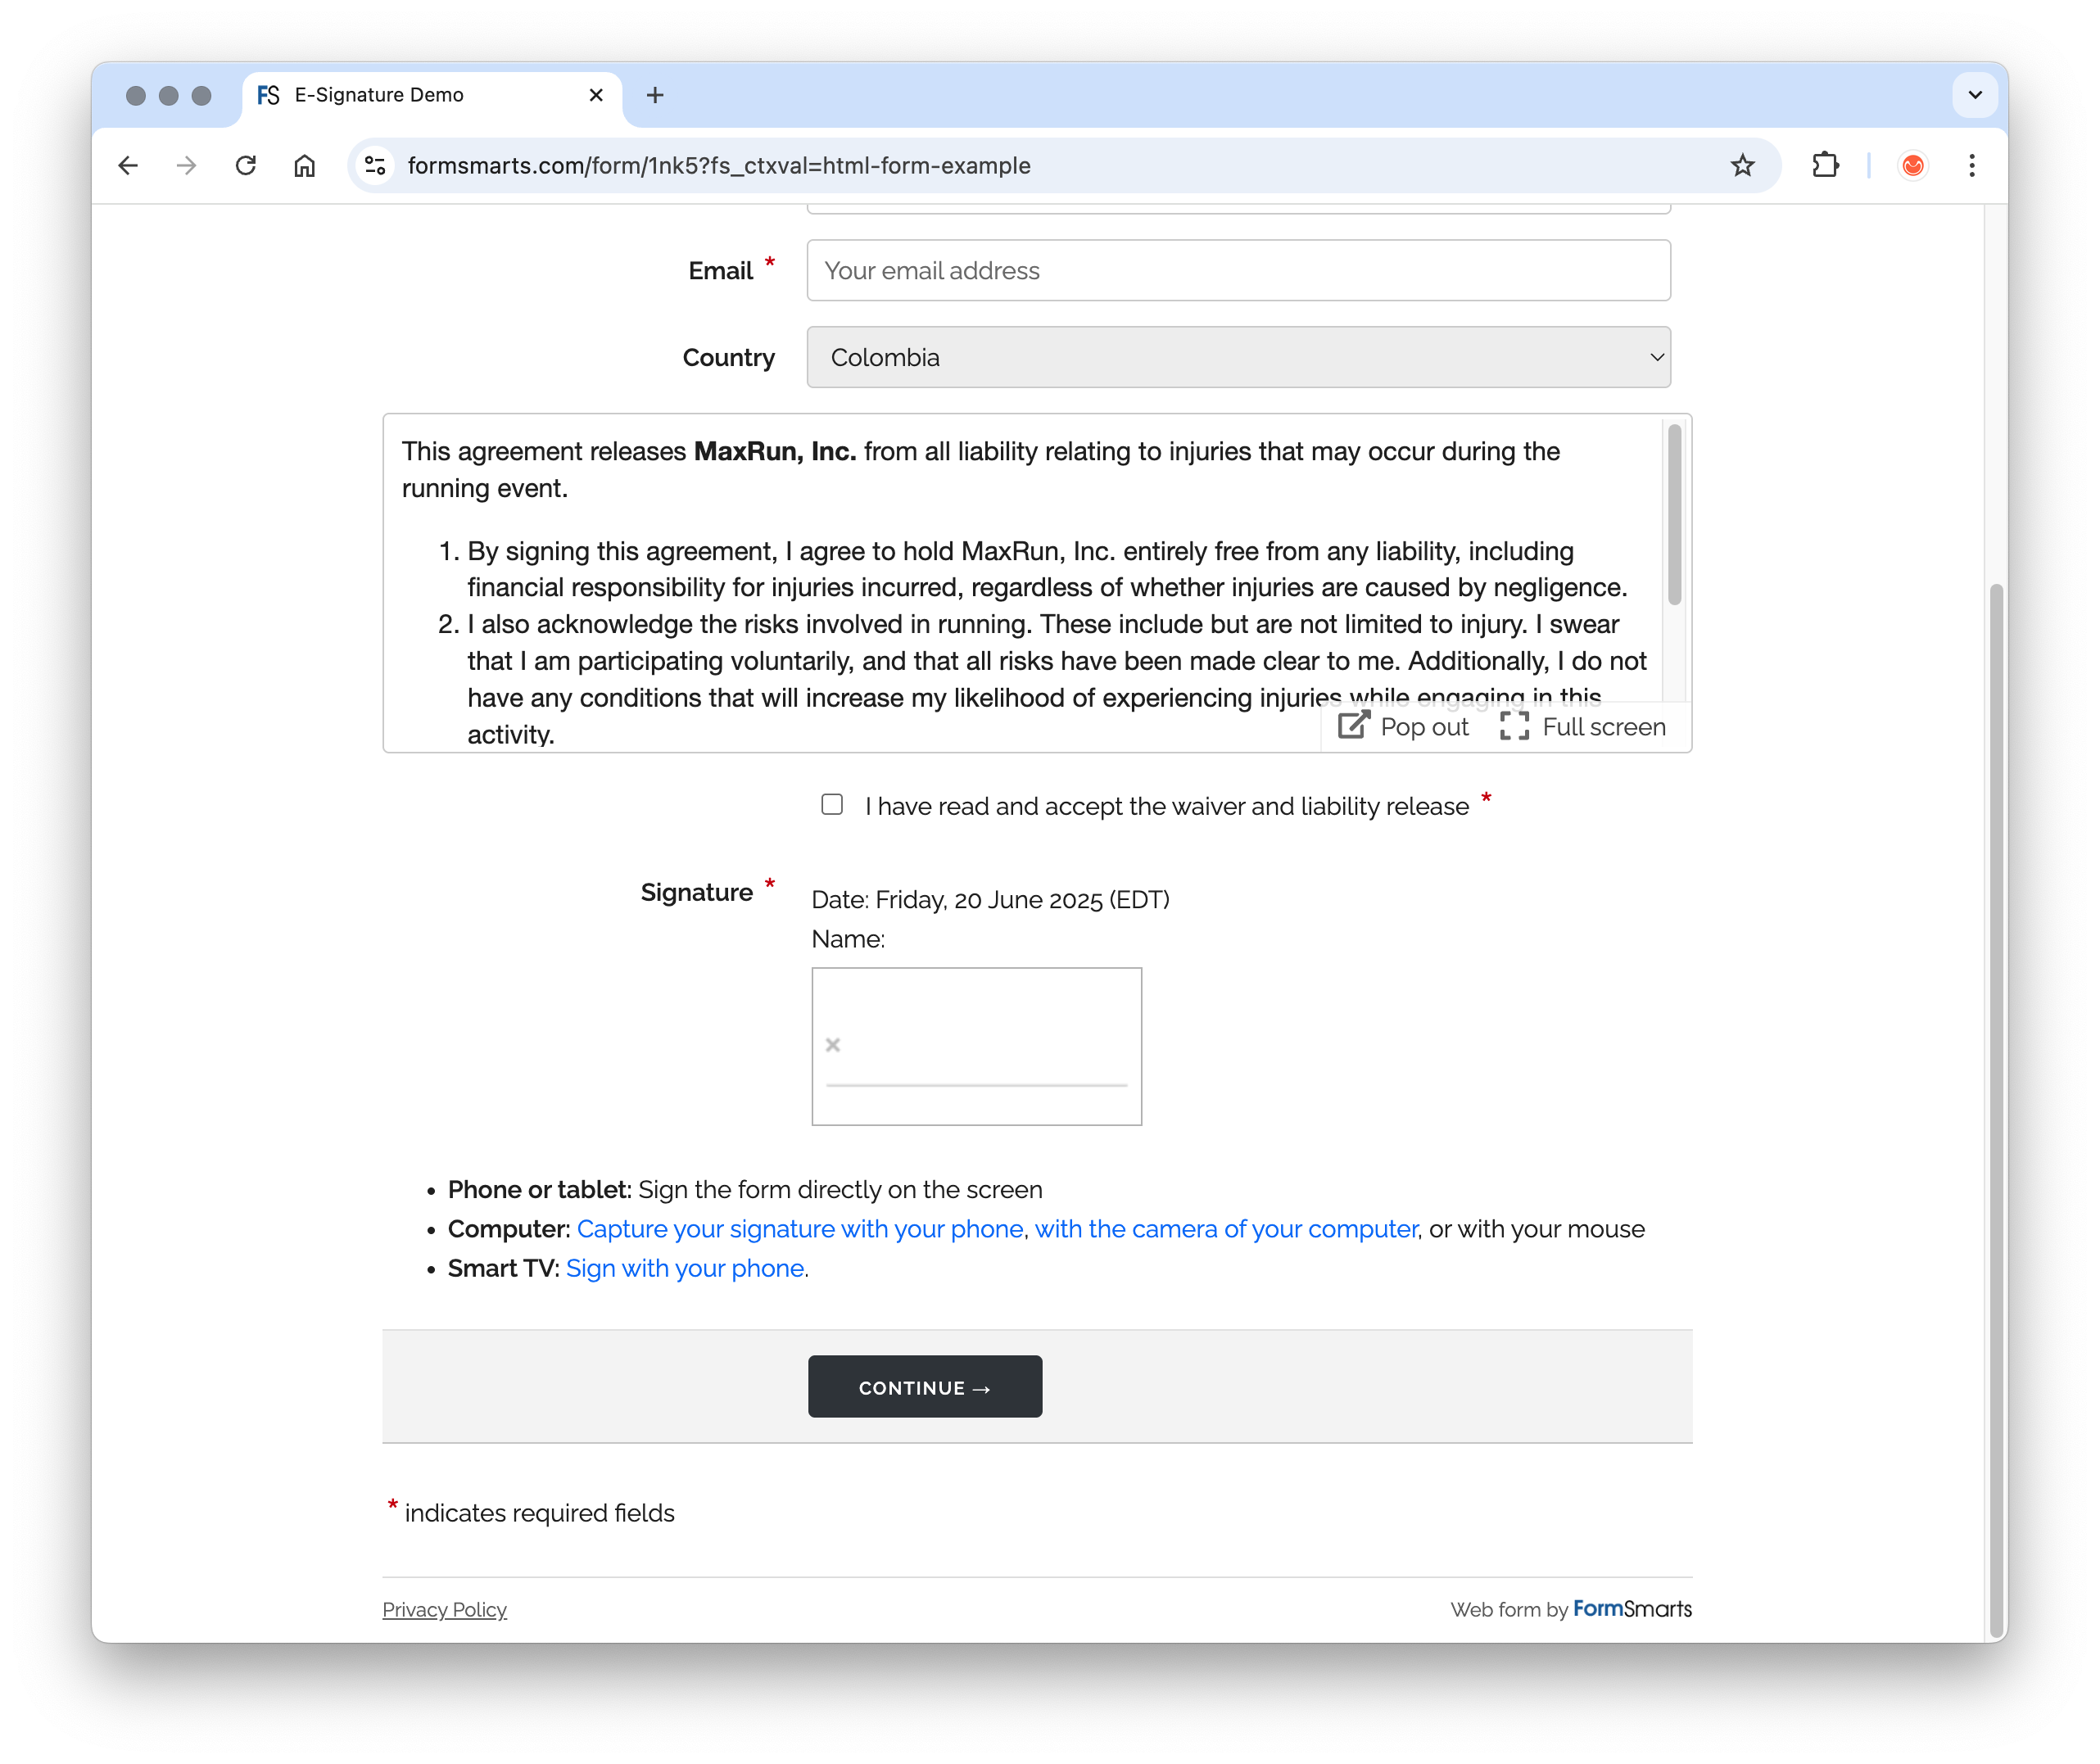 FS E-Signature Demo
formsmarts.com/form/1nk5?fs_ctxval=html-form-example
Email *
Your email address
Country
Colombia
This agreement releases MaxRun, Inc. from all liability relating to injuries that may occur during the
running event.
1. By signing this agreement, I agree to hold MaxRun, Inc. entirely free from any liability, including
financial responsibility for injuries incurred, regardless of whether injuries are caused by negligence.
2. I also acknowledge the risks involved in running. These include but are not limited to injury. I swear
that I am participating voluntarily, and that all risks have been made clear to me. Additionally, I do not
have any conditions that will increase my likelihood of experiencing injuries while engaging in this
activity.
Pop out Full screen
I have read and accept the waiver and liability release *
Signature *
Date: Friday, 20 June 2025 (EDT)
Name:
• Phone or tablet: Sign the form directly on the screen
• Computer: Capture your signature with your phone, with the camera of your computer, or with your mouse
• Smart TV: Sign with your phone.
CONTINUE →
* indicates required fields
Privacy Policy
Web form by FormSmarts